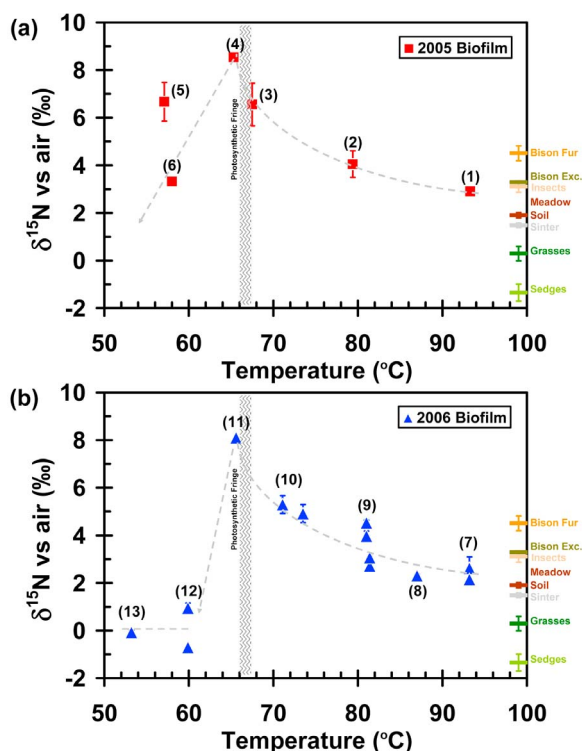 (a)
10
8
6
4
2
0
-2
δ¹⁵N vs air (‰)
(4)
2005 Biofilm
(5)
(3)
(6)
(2)
(1)
Photosynthetic Fringe
Bison Fur
Bison Exc.
Insects
Meadow
Soil
Sinter
Grasses
Sedges
50 60 70 80 90 100
Temperature (°C)
(b)
10
8
6
4
2
0
-2
δ¹⁵N vs air (‰)
(11)
2006 Biofilm
(10)
(9)
(7)
(8)
(12)
(13)
Photosynthetic Fringe
Bison Fur
Bison Exc.
Insects
Meadow
Soil
Sinter
Grasses
Sedges
50 60 70 80 90 100
Temperature (°C)